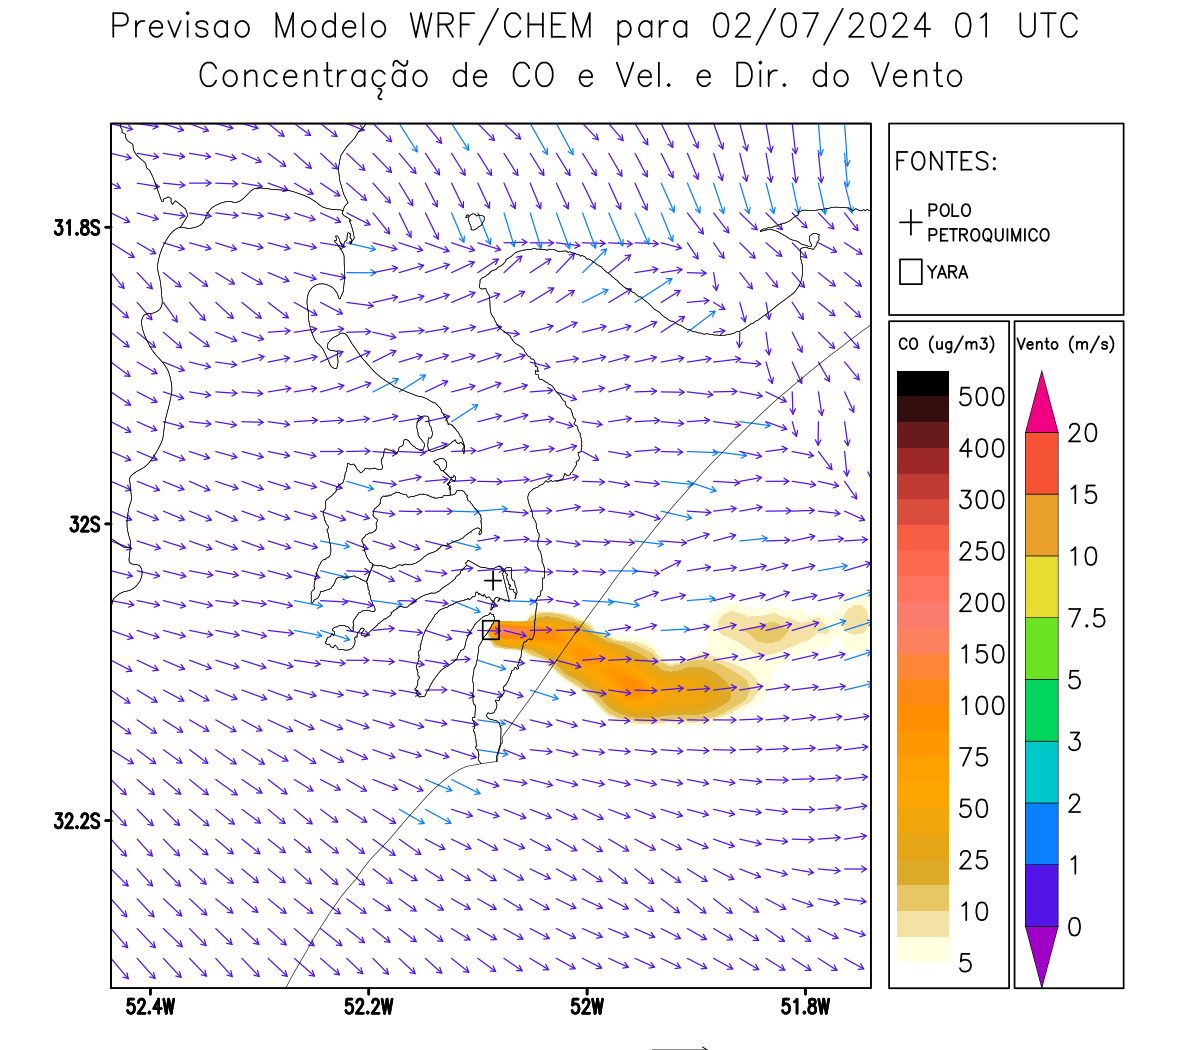 Previsao Modelo WRF/CHEM para 02/07/2024 01 UTC
Concentração de CO e Vel. e Dir. do Vento
FONTES:
POLO
PETROQUIMICO
YARA
CO (ug/m3)
500
400
300
250
200
150
100
75
50
25
10
5
Vento (m/s)
20
15
10
7.5
5
3
2
1
0
31.8S
32S
32.2S
52.4W
52.2W
52W
51.8W